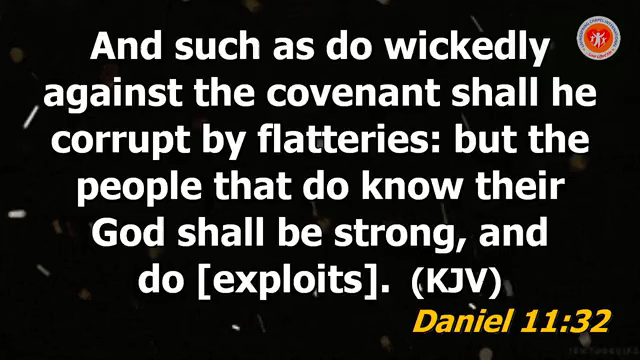 And such as do wickedly
against the covenant shall he
corrupt by flatteries: but the
people that do know their
God shall be strong, and
do [exploits]. (KJV)
Daniel 11:32